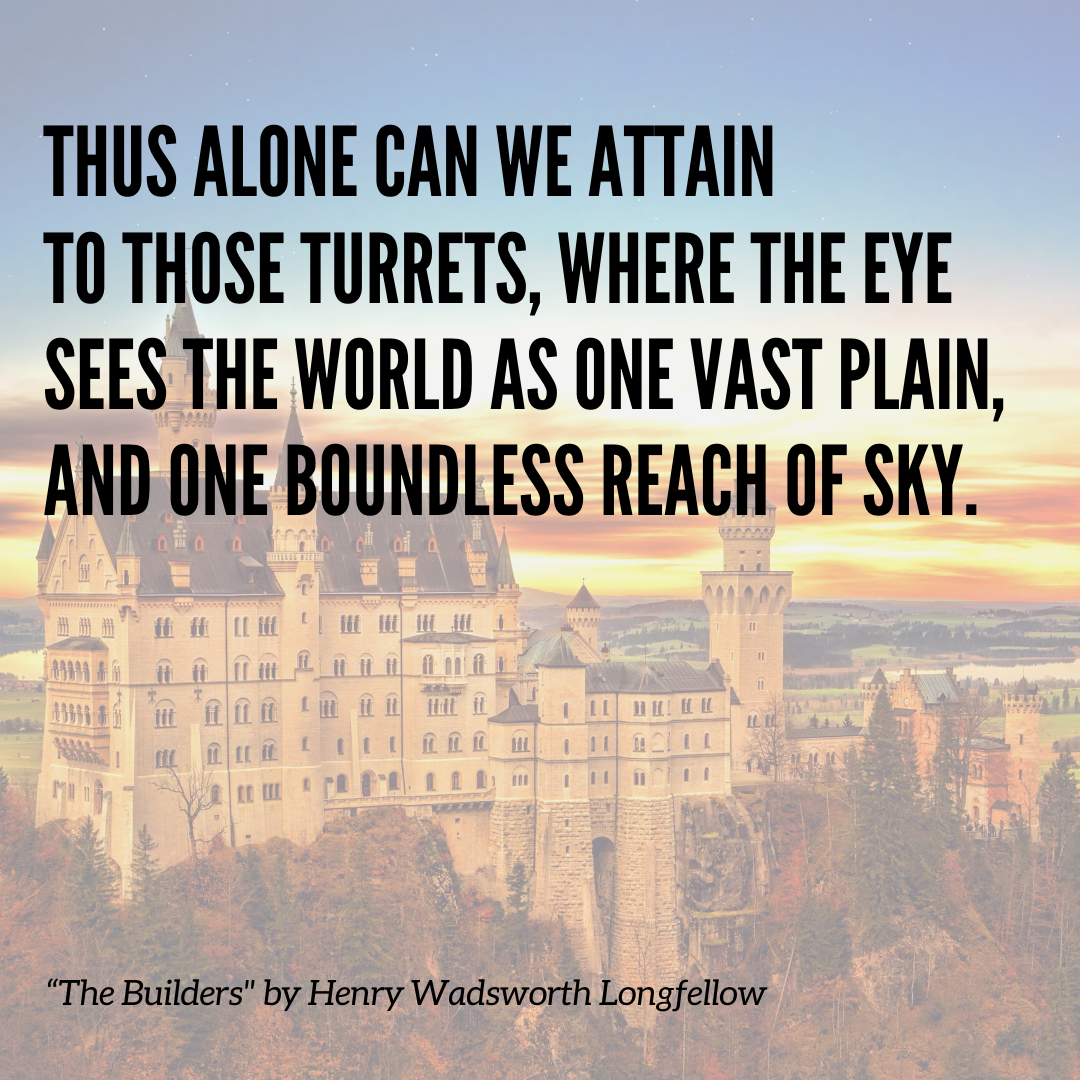 THUS ALONE CAN WE ATTAIN
TO THOSE TURRETS, WHERE THE EYE
SEES THE WORLD AS ONE VAST PLAIN,
AND ONE BOUNDLESS REACH OF SKY.
“The Builders" by Henry Wadsworth Longfellow